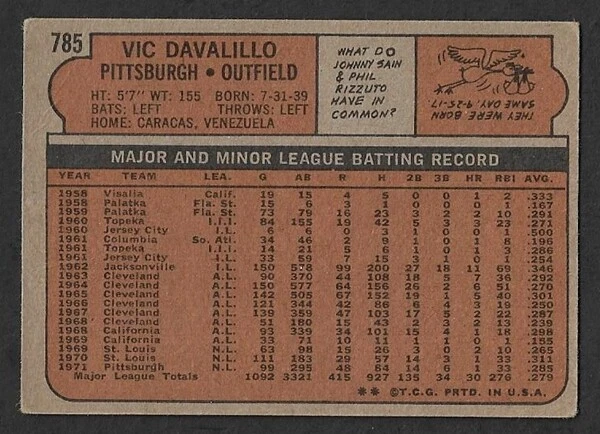 785
VIC DAVALILLO
PITTSBURGH • OUTFIELD
HT: 5'7" WT: 155 BORN: 7-31-39
BATS: LEFT THROWS: LEFT
HOME: CARACAS, VENEZUELA
WHAT DO
JOHNNY SAIN
& PHIL
RIZZUTO
HAVE IN
COMMON?
THEY WERE BORN
SAME DAY, 9-25-17
MAJOR AND MINOR LEAGUE BATTING RECORD
YEAR TEAM LEA. G AB R H 2B 3B HR RBI AVG.
1958 Visalia Calif. 19 15 4 5 0 0 1 2 .333
1958 Palatka Fla. St. 15 6 3 1 0 0 0 1 .167
1959 Palatka Fla. St. 73 79 16 23 3 2 2 10 .291
1960 Topeka I.I.I. 84 155 19 42 5 3 3 23 .271
1960 Jersey City I.L. 6 6 0 3 1 0 0 1 .500
1961 Columbia So. Atl. 34 46 2 9 1 0 1 8 .196
1961 Topeka I.I.I. 14 21 5 6 1 0 1 3 .286
1961 Jersey City I.L. 33 59 7 15 3 1 0 1 .254
1962 Jacksonville I.L. 150 578 99 200 27 18 11 69 .346
1963 Cleveland A.L. 90 370 44 108 18 5 7 36 .292
1964 Cleveland A.L. 150 577 64 156 26 2 6 51 .270
1965 Cleveland A.L. 142 505 67 152 19 1 5 40 .301
1966 Cleveland A.L. 121 344 42 86 6 4 3 19 .250
1967 Cleveland A.L. 139 359 47 103 17 5 2 22 .287
1968 Cleveland A.L. 51 180 15 43 2 3 2 13 .239
1968 California A.L. 93 339 34 101 15 4 1 18 .298
1969 California A.L. 33 71 10 11 1 0 0 1 .155
1969 St. Louis N.L. 63 98 15 26 3 0 2 10 .265
1970 St. Louis N.L. 111 183 29 57 14 3 1 33 .311
1971 Pittsburgh N.L. 99 295 48 84 14 6 1 33 .285
Major League Totals 1092 3321 415 927 135 34 30 276 .279
** ©T.C.G. PRTD. IN U.S.A.